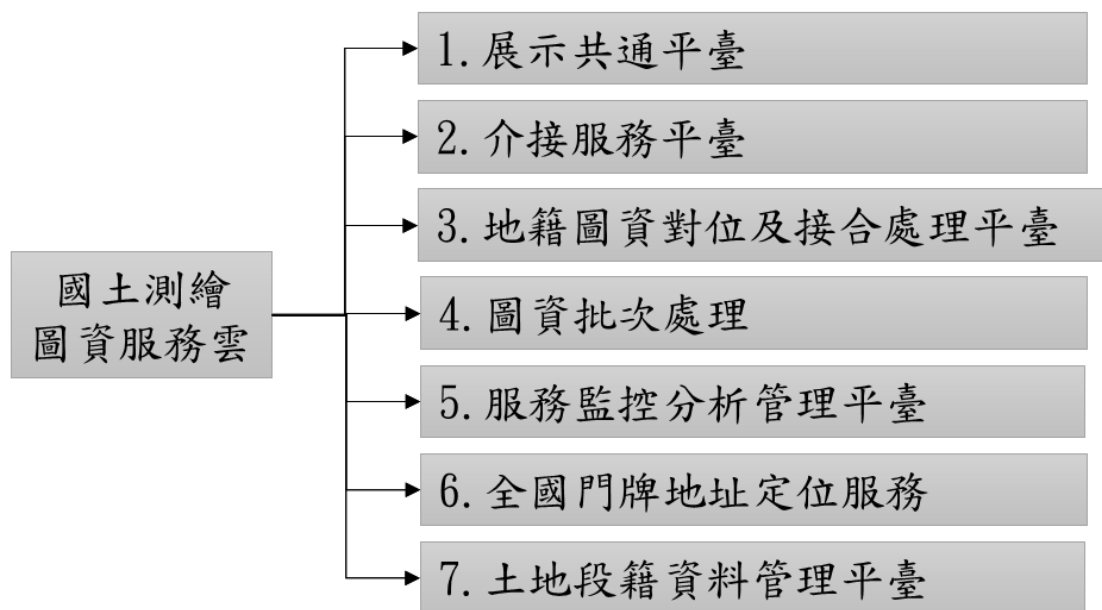 國土測繪
圖資服務雲
1.展示共通平臺
2.介接服務平臺
3.地籍圖資對位及接合處理平臺
4.圖資批次處理
5.服務監控分析管理平臺
6.全國門牌地址定位服務
7.土地段籍資料管理平臺